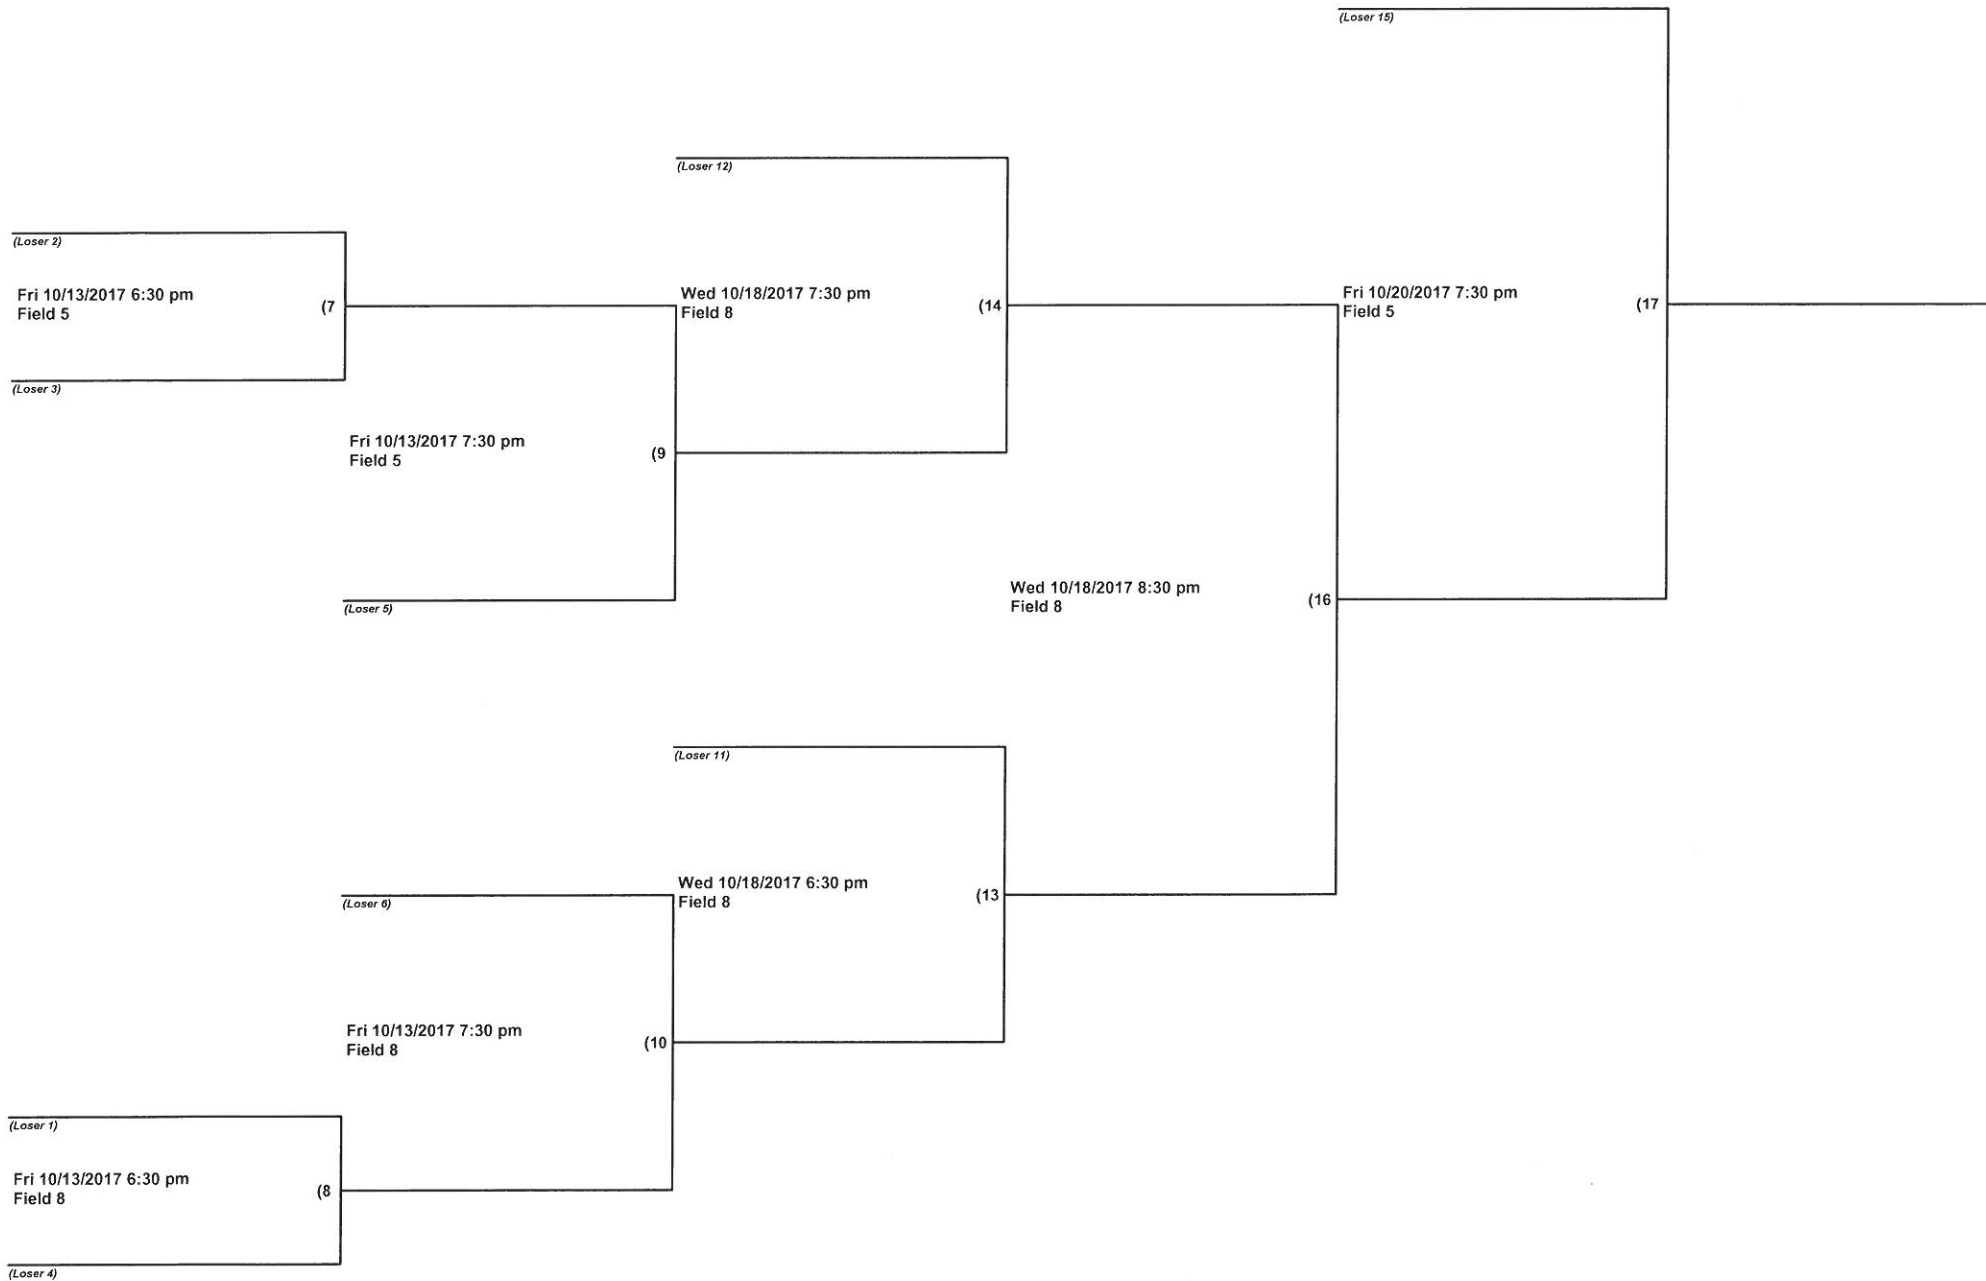 (Loser 15)
(Loser 12)
(Loser 2)
Fri 10/13/2017 6:30 pm
Field 5
(7
(Loser 3)
Wed 10/18/2017 7:30 pm
Field 8
(14
Fri 10/20/2017 7:30 pm
Field 5
(17
Fri 10/13/2017 7:30 pm
Field 5
(9
(Loser 5)
Wed 10/18/2017 8:30 pm
Field 8
(16
(Loser 11)
(Loser 6)
Wed 10/18/2017 6:30 pm
Field 8
(13
Fri 10/13/2017 7:30 pm
Field 8
(10
(Loser 1)
Fri 10/13/2017 6:30 pm
Field 8
(8
(Loser 4)